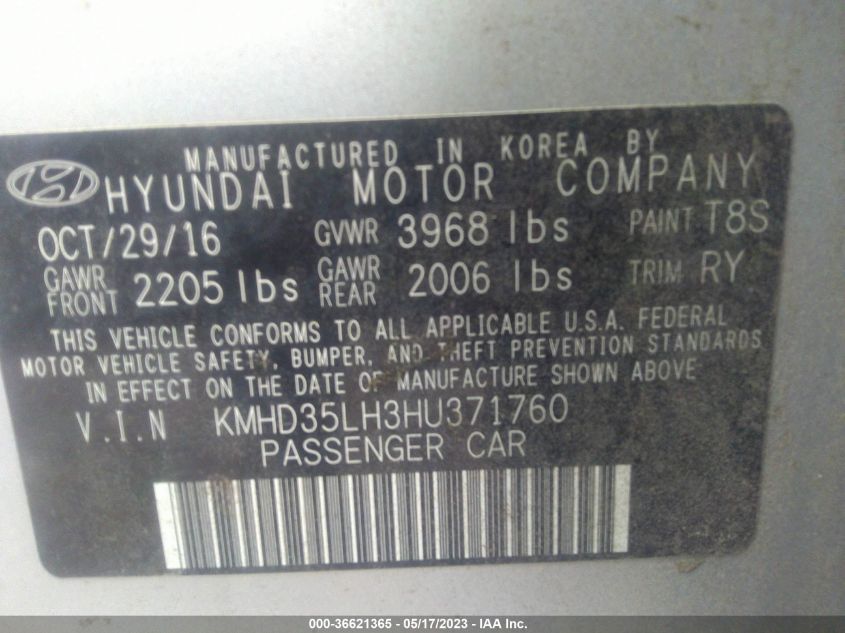 MANUFACTURED IN KOREA BY
HYUNDAI MOTOR COMPANY
OCT/29/16 GVWR 3968 lbs PAINT T8S
GAWR FRONT 2205 lbs GAWR REAR 2006 lbs TRIM RY
THIS VEHICLE CONFORMS TO ALL APPLICABLE U.S.A. FEDERAL
MOTOR VEHICLE SAFETY, BUMPER, AND THEFT PREVENTION STANDARDS
IN EFFECT ON THE DATE OF MANUFACTURE SHOWN ABOVE
V.I.N KMHD35LH3HU371760
PASSENGER CAR
000-36621365 - 05/17/2023 - IAA Inc.